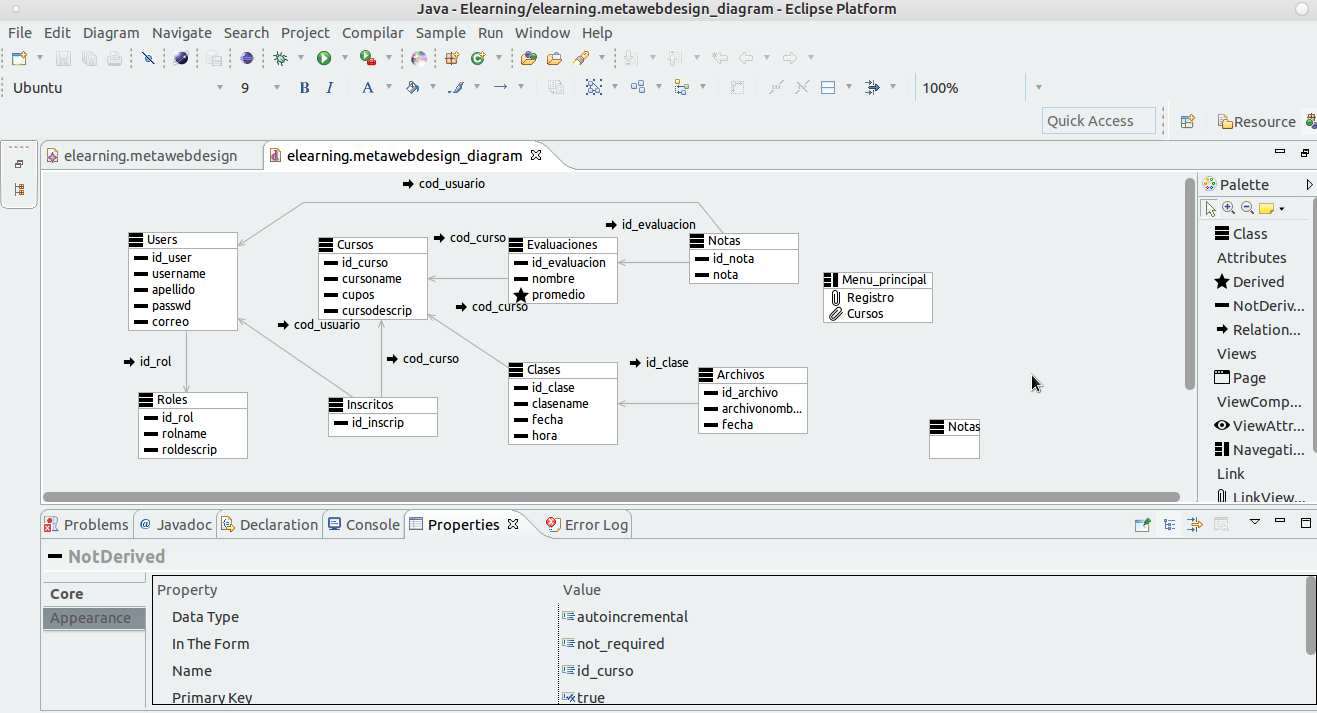 Java - Elearning/elearning.metawebdesign_diagram - Eclipse Platform
File Edit Diagram Navigate Search Project Compilar Sample Run Window Help
Ubuntu 9 B I A 100%
Quick Access Resource
elearning.metawebdesign elearning.metawebdesign_diagram
Palette
cod_usuario
id_evaluacion
cod_curso
Users
id_user
username
apellido
passwd
correo
Cursos
id_curso
cursoname
cupos
cursodescrip
Evaluaciones
id_evaluacion
nombre
promedio
Notas
id_nota
nota
Menu_principal
Registro
Cursos
cod_curso
cod_usuario
id_rol
cod_curso
id_clase
Roles
id_rol
rolname
roldescrip
Inscritos
id_inscrip
Clases
id_clase
clasename
fecha
hora
Archivos
id_archivo
archivonomb...
fecha
Notas
Class
Attributes
Derived
NotDeriv...
Relation...
Views
Page
ViewComp...
ViewAttr...
Navegati...
Link
LinkView...
Problems @ Javadoc Declaration Console Properties Error Log
NotDerived
Core
Appearance
Property Value
Data Type autoincremental
In The Form not_required
Name id_curso
Primary Key true